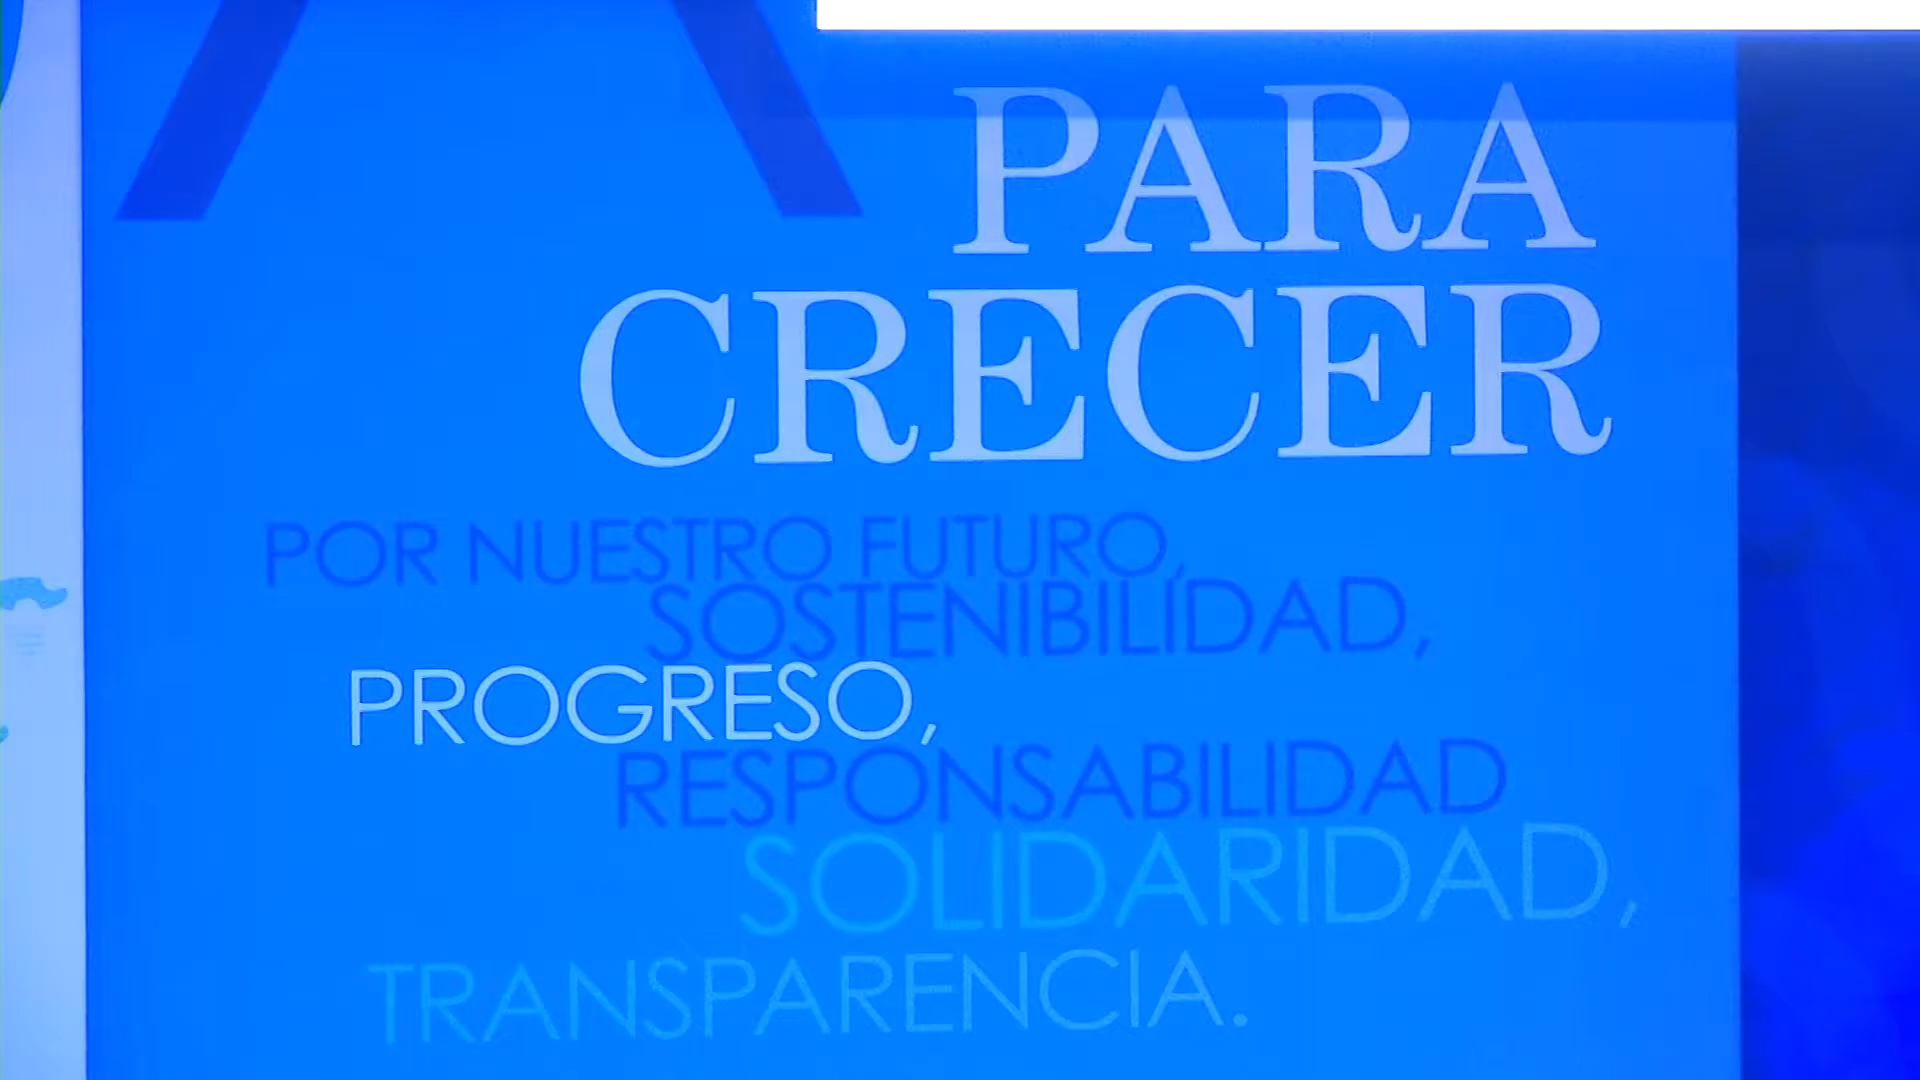 PARA
CRECER
POR NUESTRO FUTURO,
SOSTENIBILIDAD,
PROGRESO,
RESPONSABILIDAD
SOLIDARIDAD,
TRANSPARENCIA.